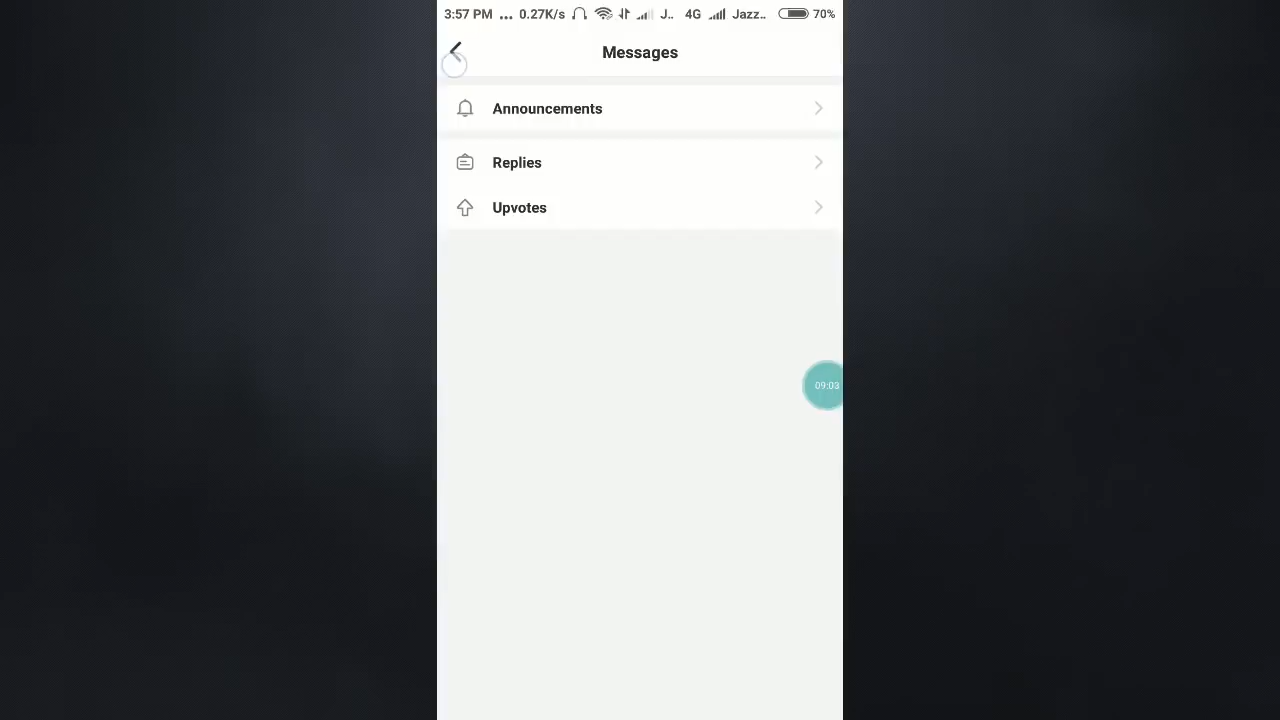 3:57 PM ... 0.27K/s J.. 4G Jazz.. 70%
Messages
Announcements
Replies
Upvotes
09:03